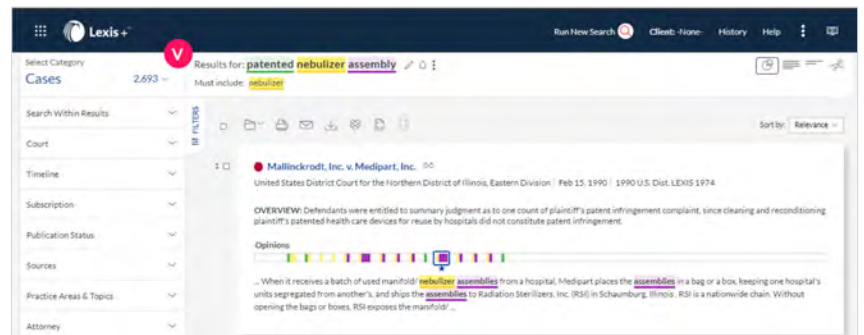 Lexis+
Run New Search
Client: -None-
History
Help
V
Select Category
Cases
2,693
Results for: patented nebulizer assembly
Must include: nebulizer
Search Within Results
Court
Timeline
Subscription
Publication Status
Sources
Practice Areas & Topics
Attorney
FILTERS
Sort by: Relevance
1
Mallinckrodt, Inc. v. Medipart, Inc.
United States District Court for the Northern District of Illinois, Eastern Division | Feb 15, 1990 | 1990 U.S. Dist. LEXIS 1974
OVERVIEW: Defendants were entitled to summary judgment as to one count of plaintiff's patent infringement complaint, since cleaning and reconditioning
plaintiff's patented health care devices for reuse by hospitals did not constitute patent infringement.
Opinions
... When it receives a batch of used manifold/ nebulizer assemblies from a hospital, Medipart places the assemblies in a bag or a box, keeping one hospital's
units segregated from another's, and ships the assemblies to Radiation Sterilizers, Inc. (RSI) in Schaumburg, Illinois. RSI is a nationwide chain. Without
opening the bags or boxes, RSI exposes the manifold/ ...